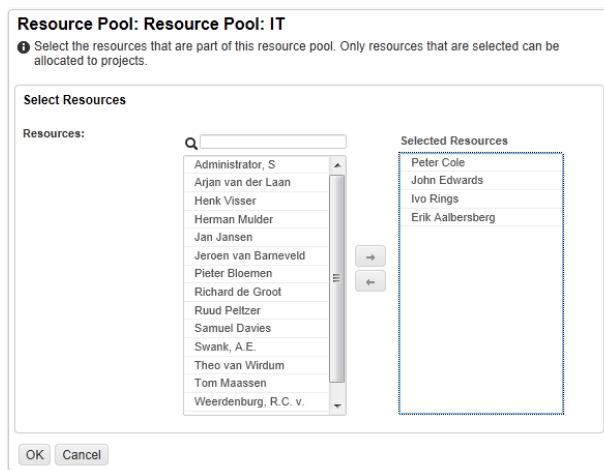 Resource Pool: Resource Pool: IT
Select the resources that are part of this resource pool. Only resources that are selected can be
allocated to projects.
Select Resources
Resources:
Administrator, S
Arjan van der Laan
Henk Visser
Herman Mulder
Jan Jansen
Jeroen van Barneveld
Pieter Bloemen
Richard de Groot
Ruud Peltzer
Samuel Davies
Swank, A.E.
Theo van Wirdum
Tom Maassen
Weerdenburg, R.C. v.
Selected Resources
Peter Cole
John Edwards
Ivo Rings
Erik Aalbersberg
OK Cancel